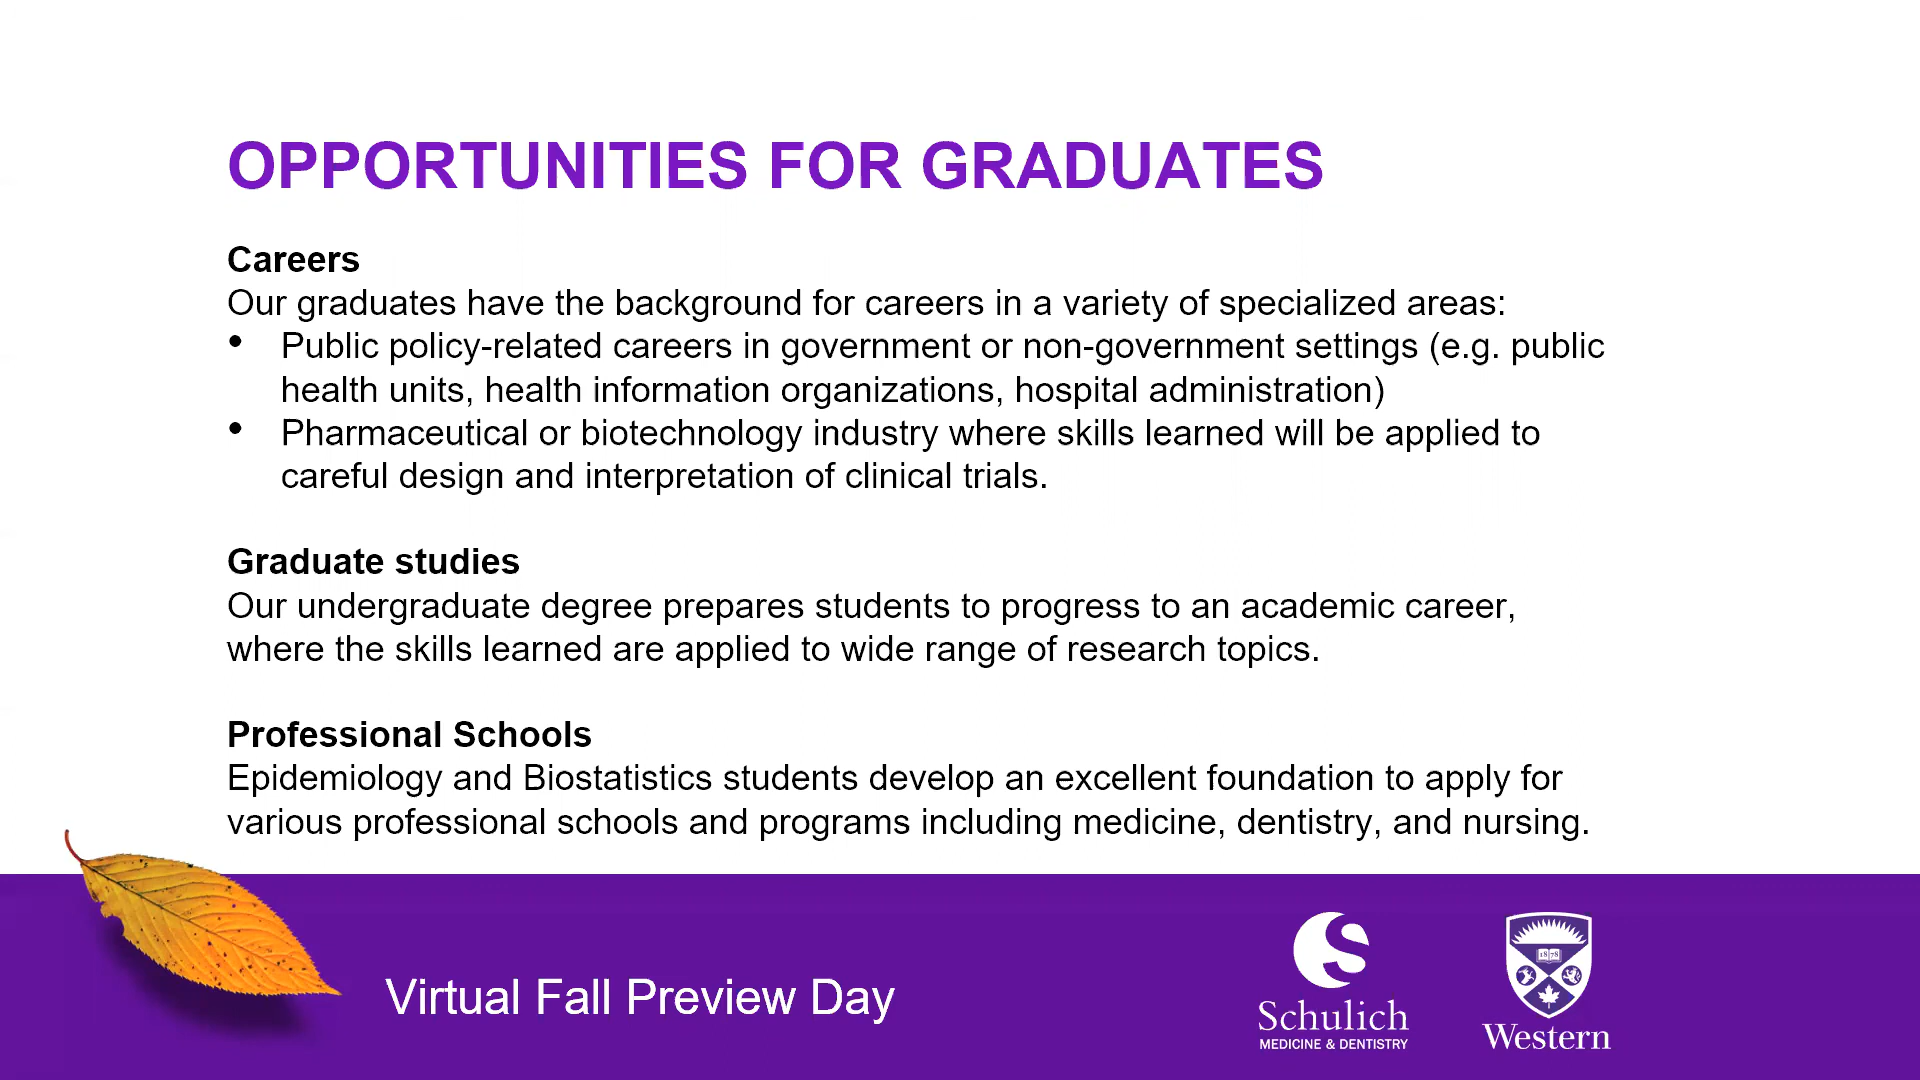 OPPORTUNITIES FOR GRADUATES
Careers
Our graduates have the background for careers in a variety of specialized areas:
• Public policy-related careers in government or non-government settings (e.g. public
health units, health information organizations, hospital administration)
• Pharmaceutical or biotechnology industry where skills learned will be applied to
careful design and interpretation of clinical trials.
Graduate studies
Our undergraduate degree prepares students to progress to an academic career,
where the skills learned are applied to wide range of research topics.
Professional Schools
Epidemiology and Biostatistics students develop an excellent foundation to apply for
various professional schools and programs including medicine, dentistry, and nursing.
Virtual Fall Preview Day
S
Schulich
MEDICINE & DENTISTRY
1878
Western